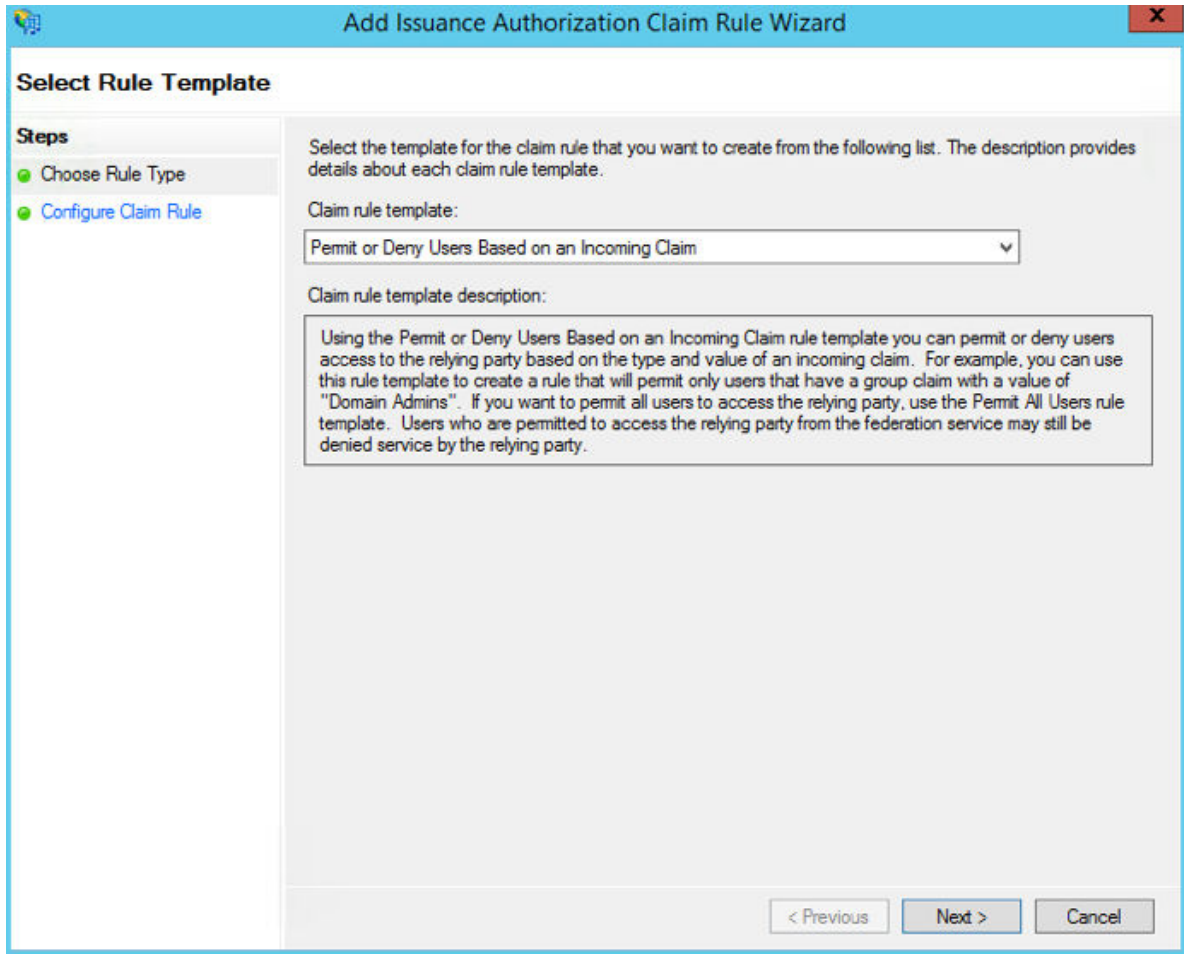 Add Issuance Authorization Claim Rule Wizard
x
Select Rule Template
Steps
Choose Rule Type
Configure Claim Rule
Select the template for the claim rule that you want to create from the following list. The description provides
details about each claim rule template.
Claim rule template:
Permit or Deny Users Based on an Incoming Claim
Claim rule template description:
Using the Permit or Deny Users Based on an Incoming Claim rule template you can permit or deny users
access to the relying party based on the type and value of an incoming claim. For example, you can use
this rule template to create a rule that will permit only users that have a group claim with a value of
"Domain Admins". If you want to permit all users to access the relying party, use the Permit All Users rule
template. Users who are permitted to access the relying party from the federation service may still be
denied service by the relying party.
< Previous
Next >
Cancel